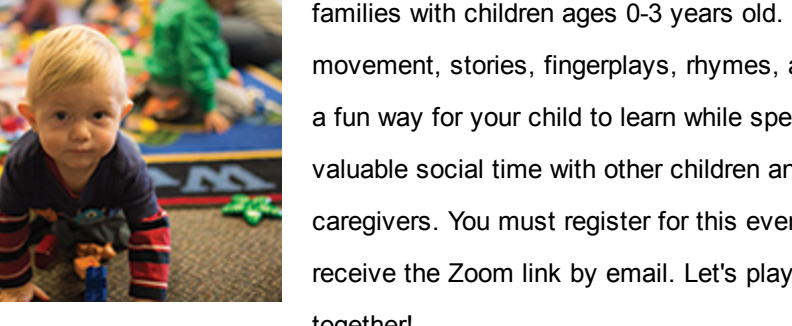 families with children ages 0-3 years old.
movement, stories, fingerplays, rhymes,
a fun way for your child to learn while
valuable social time with other children
caregivers. You must register for this
receive the Zoom link by email. Let's play
together!